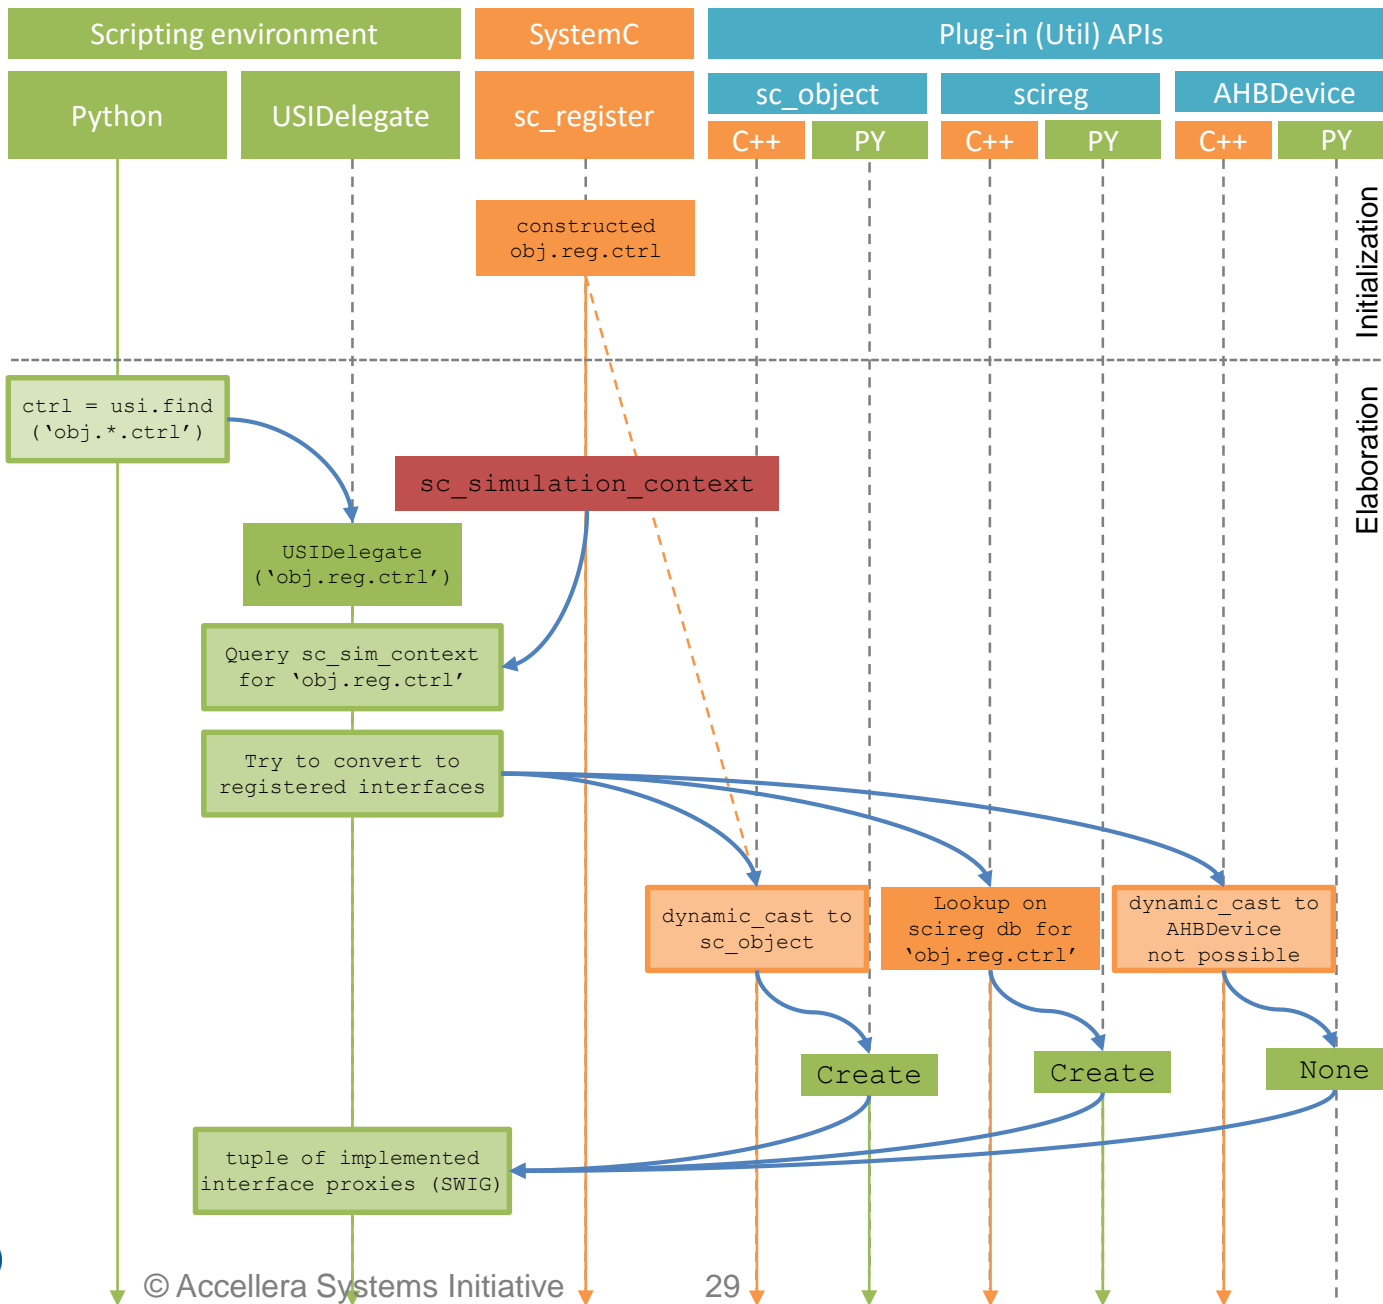 Scripting environment
SystemC
Plug-in (Util) APIs
Python
USIDelegate
sc_register
sc_object
scireg
AHBDevice
C++
PY
C++
PY
C++
PY
Initialization
constructed
obj.reg.ctrl
Elaboration
ctrl = usi.find
(‘obj.*.ctrl’)
sc_simulation_context
USIDelegate
(‘obj.reg.ctrl’)
Query sc_sim_context
for ‘obj.reg.ctrl’
Try to convert to
registered interfaces
dynamic_cast to
sc_object
Lookup on
scireg db for
‘obj.reg.ctrl’
dynamic_cast to
AHBDevice
not possible
Create
Create
None
tuple of implemented
interface proxies (SWIG)
© Accellera Systems Initiative
29